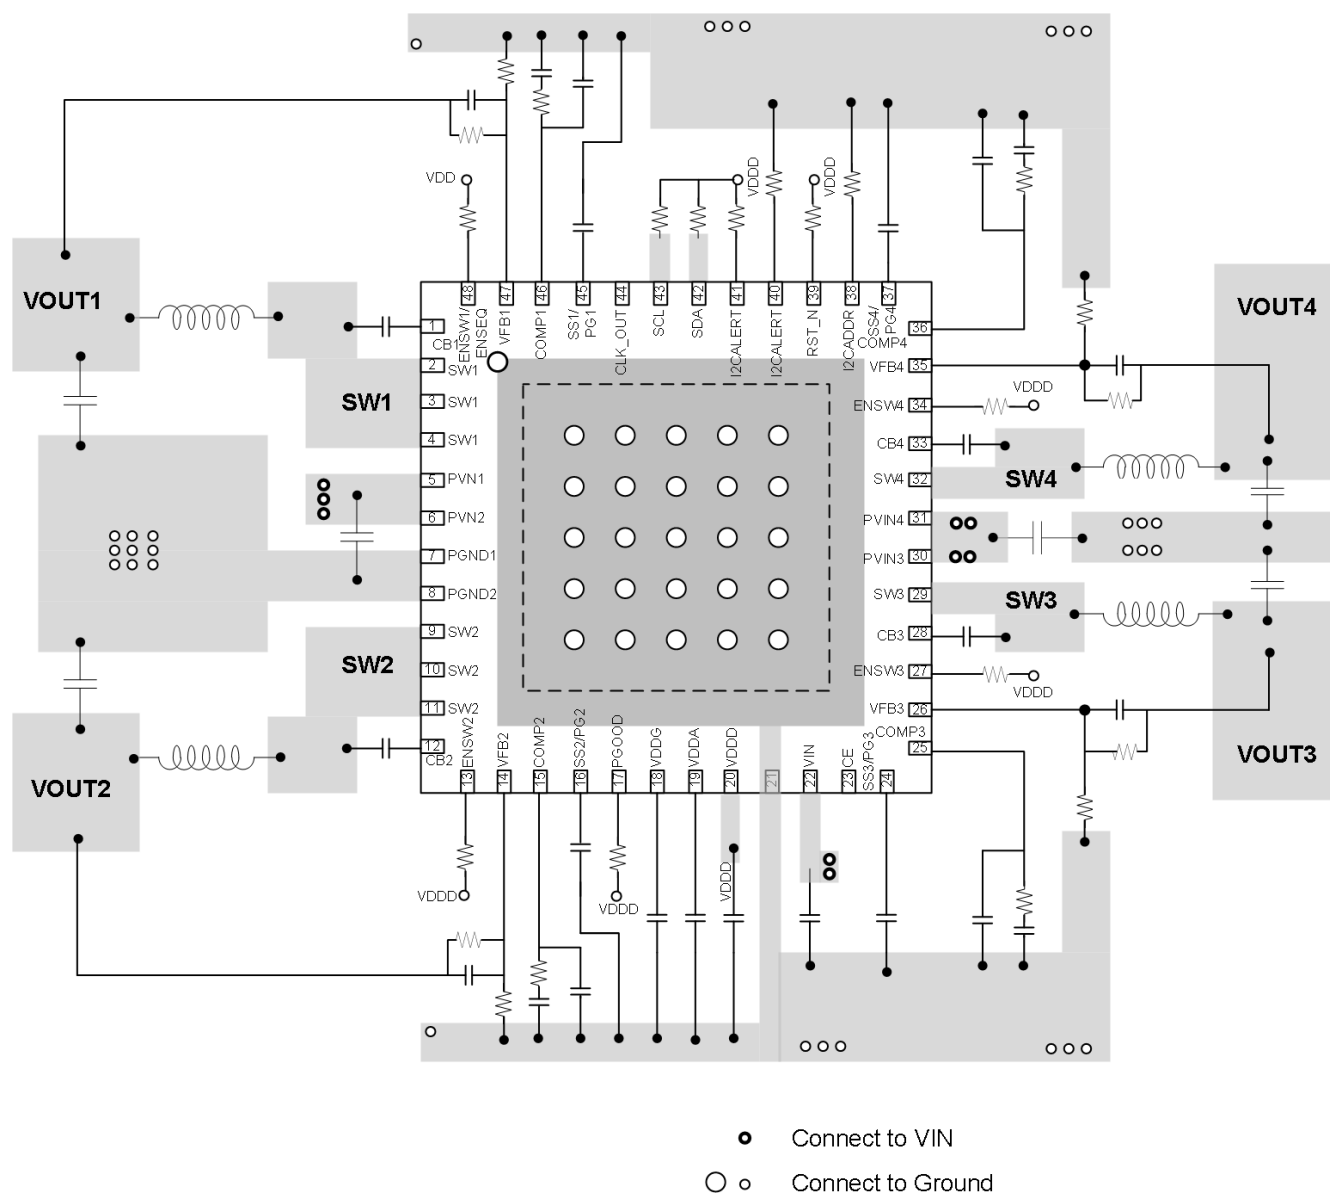 VDD
VDDD
VDDD
VOUT1
VOUT4
48
47
46
45
44
43
42
41
40
39
38
37
ENSW1/
ENSEQ
VFB1
COMP1
SS1/
PG1
CLK_OUT
SCL
SDA
I2CALERT
I2CALERT
RST_N
I2CADDR
SS4/
PG4
1
CB1
2 SW1
3 SW1
4 SW1
5 PVN1
6 PVN2
7 PGND1
8 PGND2
9 SW2
10 SW2
11 SW2
12
CB2
SW1
SW2
COMP4 36
VFB4 35
ENSW4 34
VDDD
CB4 33
SW4 32
PVIN4 31
PVIN3 30
SW3 29
CB3 28
ENSW3 27
VDDD
VFB3 26
COMP3
25
SW4
SW3
VOUT2
VOUT3
ENSW2
VFB2
COMP2
SS2/PG2
PGOOD
VDDG
VDDA
VDDD
VIN
CE
SS3/PG3
13
14
15
16
17
18
19
20
21
22
23
24
VDDD
VDDD
VDDD
Connect to VIN
Connect to Ground